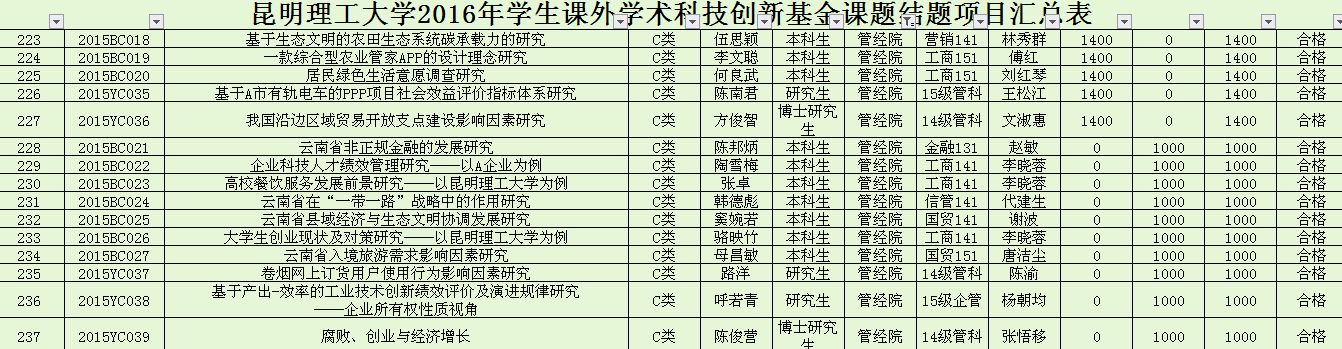 昆明理工大学2016年学生课外学术科技创新基金课题结题项目汇总表
223 2015BC018 基于生态文明的农田生态系统碳承载力的研究 C类 伍思颖 本科生 管经院 营销141 林秀群 1400 0 1400 合格
224 2015BC019 一款综合型农业管家APP的设计理念研究 C类 李文聪 本科生 管经院 工商151 傅红 1400 0 1400 合格
225 2015BC020 居民绿色生活意愿调查研究 C类 何良武 本科生 管经院 工商151 刘红琴 1400 0 1400 合格
226 2015YC035 基于A市有轨电车的PPP项目社会效益评价指标体系研究 C类 陈南君 研究生 管经院 15级管科 王松江 1400 0 1400 合格
227 2015YC036 我国沿边区域贸易开放支点建设影响因素研究 C类 方俊智 博士研究生 管经院 14级管科 文淑惠 1400 0 1400 合格
228 2015BC021 云南省非正规金融的发展研究 C类 陈邦炳 本科生 管经院 金融131 赵敏 0 1000 1000 合格
229 2015BC022 企业科技人才绩效管理研究——以A企业为例 C类 陶雪梅 本科生 管经院 工商141 李晓蓉 0 1000 1000 合格
230 2015BC023 高校餐饮服务发展前景研究——以昆明理工大学为例 C类 张卓 本科生 管经院 工商141 李晓蓉 0 1000 1000 合格
231 2015BC024 云南省在“一带一路”战略中的作用研究 C类 韩德彪 本科生 管经院 信管141 代建生 0 1000 1000 合格
232 2015BC025 云南省县域经济与生态文明协调发展研究 C类 窦婉若 本科生 管经院 国贸141 谢波 0 1000 1000 合格
233 2015BC026 大学生创业现状及对策研究——以昆明理工大学为例 C类 骆映竹 本科生 管经院 工商141 李晓蓉 0 1000 1000 合格
234 2015BC027 云南省入境旅游需求影响因素研究 C类 母昌敏 本科生 管经院 国贸151 唐洁尘 0 1000 1000 合格
235 2015YC037 卷烟网上订货用户使用行为影响因素研究 C类 路洋 研究生 管经院 14级管科 陈渝 0 1000 1000 合格
236 2015YC038 基于产出-效率的工业技术创新绩效评价及演进规律研究
——企业所有权性质视角 C类 呼若青 研究生 管经院 15级企管 杨朝均 0 1000 1000 合格
237 2015YC039 腐败、创业与经济增长 C类 陈俊营 博士研究生 管经院 14级管科 张悟移 0 1000 1000 合格